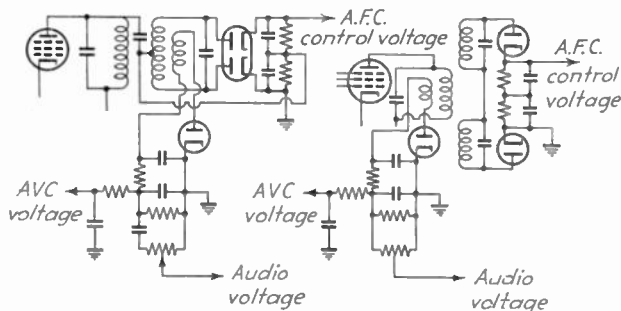 A.F.C.
control voltage
A.F.C.
control
voltage
AVC
voltage
AVC
voltage
Audio
voltage
Audio
voltage